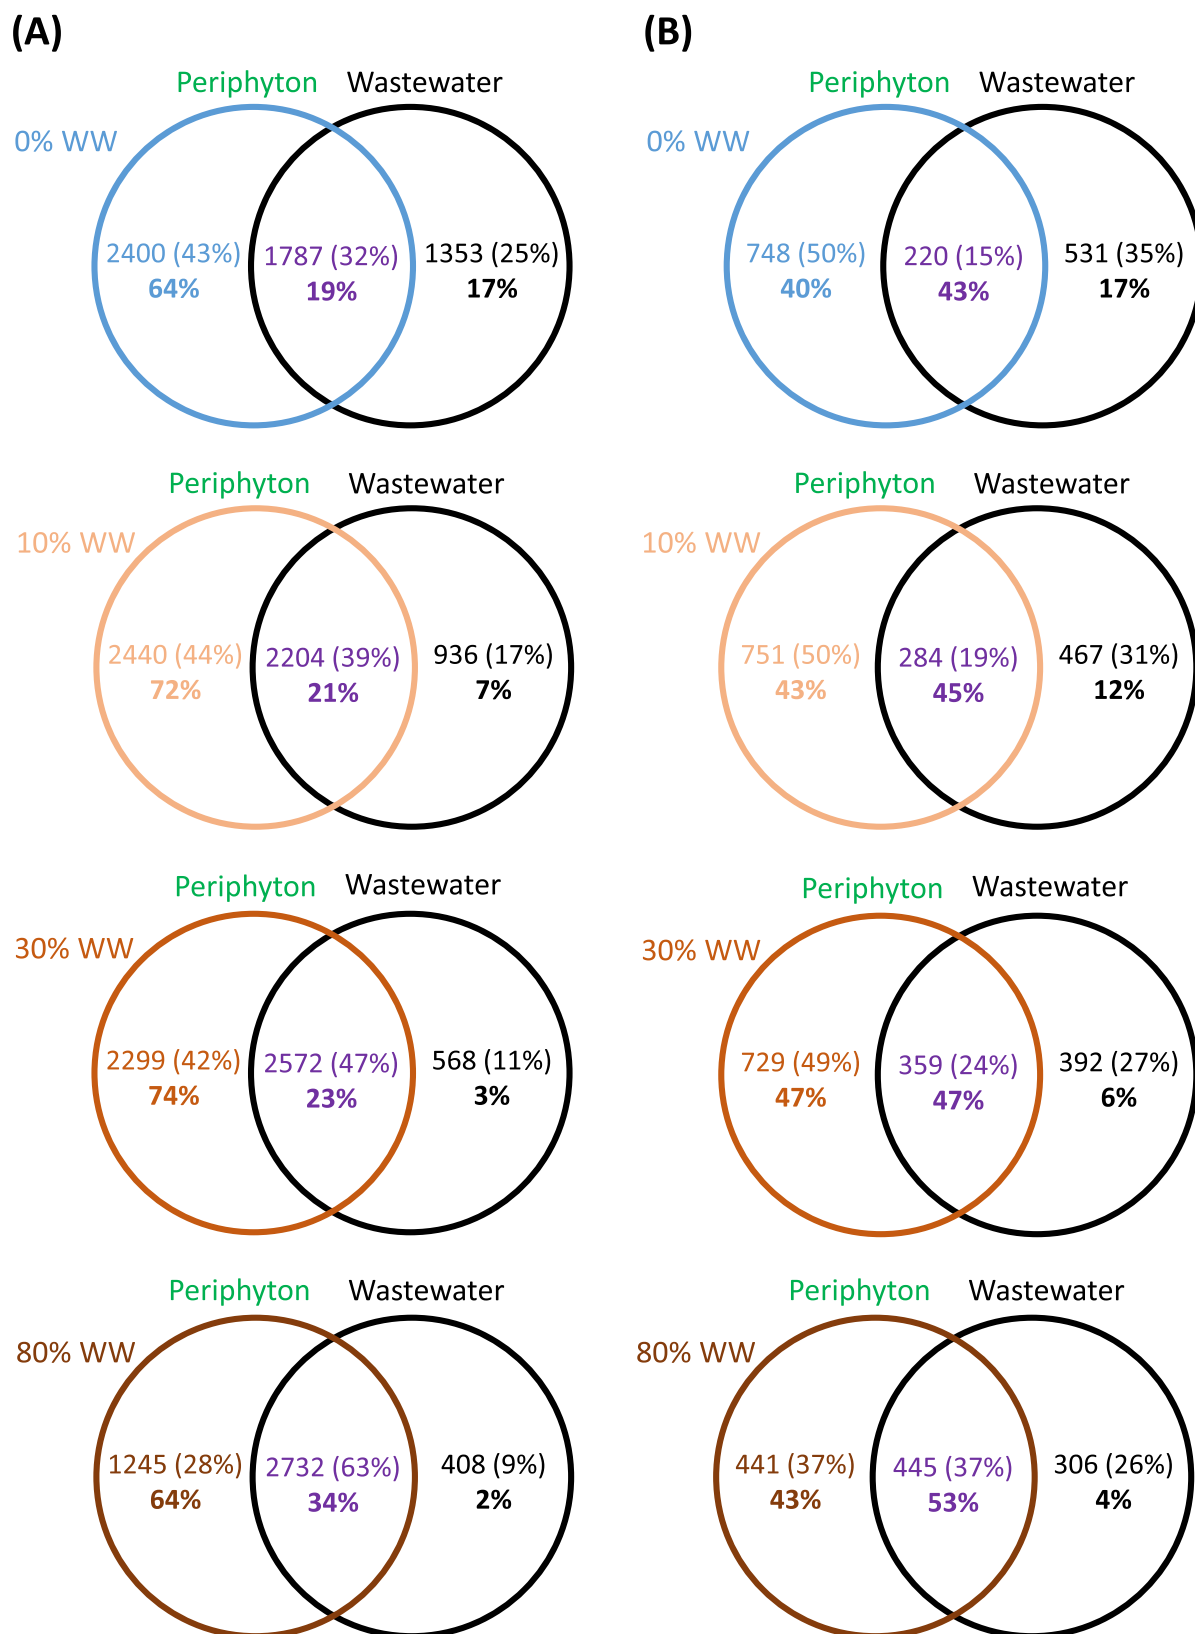 (A)
Periphyton Wastewater
0% WW
2400 (43%) 1787 (32%) 1353 (25%)
64% 19% 17%
Periphyton Wastewater
10% WW
2440 (44%) 2204 (39%) 936 (17%)
72% 21% 7%
Periphyton Wastewater
30% WW
2299 (42%) 2572 (47%) 568 (11%)
74% 23% 3%
Periphyton Wastewater
80% WW
1245 (28%) 2732 (63%) 408 (9%)
64% 34% 2%
(B)
Periphyton Wastewater
0% WW
748 (50%) 220 (15%) 531 (35%)
40% 43% 17%
Periphyton Wastewater
10% WW
751 (50%) 284 (19%) 467 (31%)
43% 45% 12%
Periphyton Wastewater
30% WW
729 (49%) 359 (24%) 392 (27%)
47% 47% 6%
Periphyton Wastewater
80% WW
441 (37%) 445 (37%) 306 (26%)
43% 53% 4%